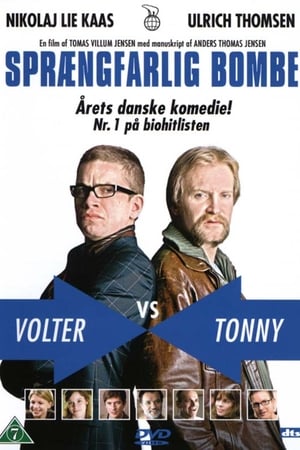 NIKOLAJ LIE KAAS
ULRICH THOMSEN
En film af TOMAS VILLUM JENSEN med manuskript af ANDERS THOMAS JENSEN
SPRÆNGFARLIG BOMBE
Årets danske komedie!
Nr. 1 på biohitlisten
vs
VOLTER
TONNY
7
DVD
VIDEO
dts